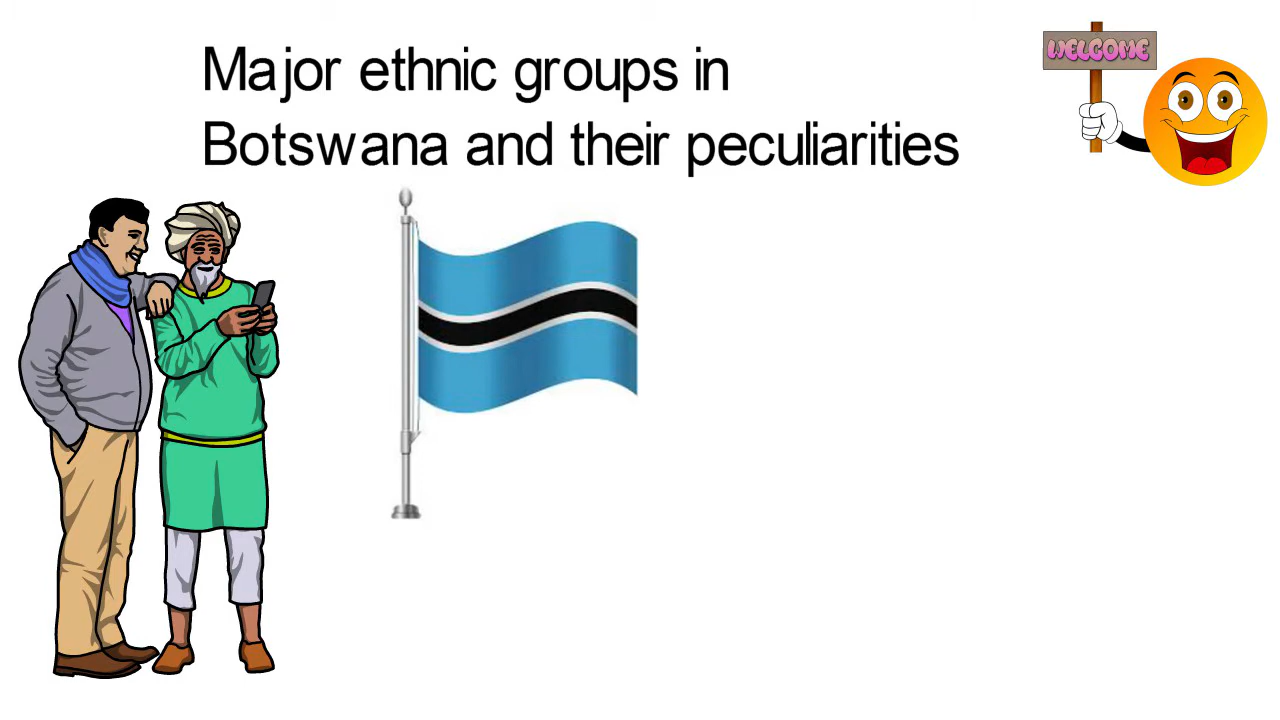 Major ethnic groups in
Botswana and their peculiarities
WELCOME